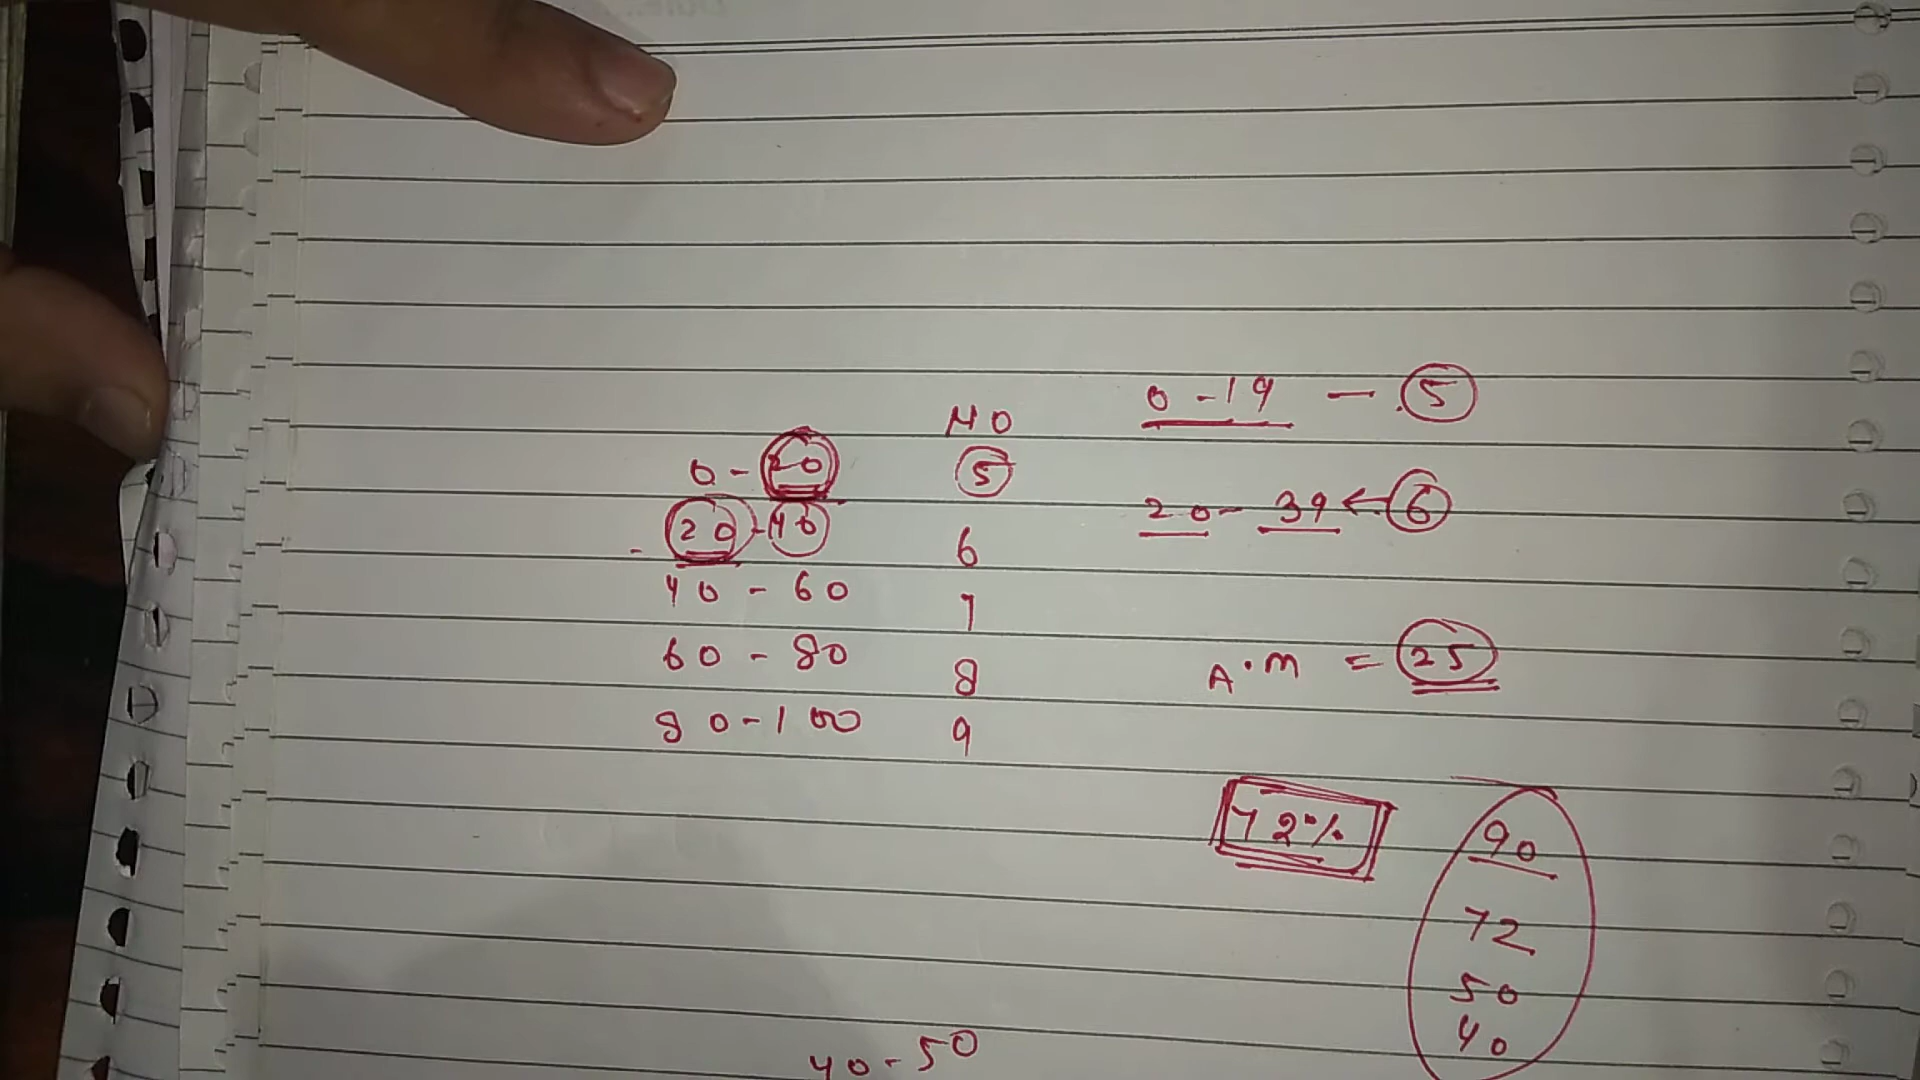 NO
0 - 20 5
20 - 40 6
40 - 60 7
60 - 80 8
80 - 100 9
0 - 19 - 5
20 - 39 ← 6
A.M = 25
72%
90
72
50
40
40 - 50